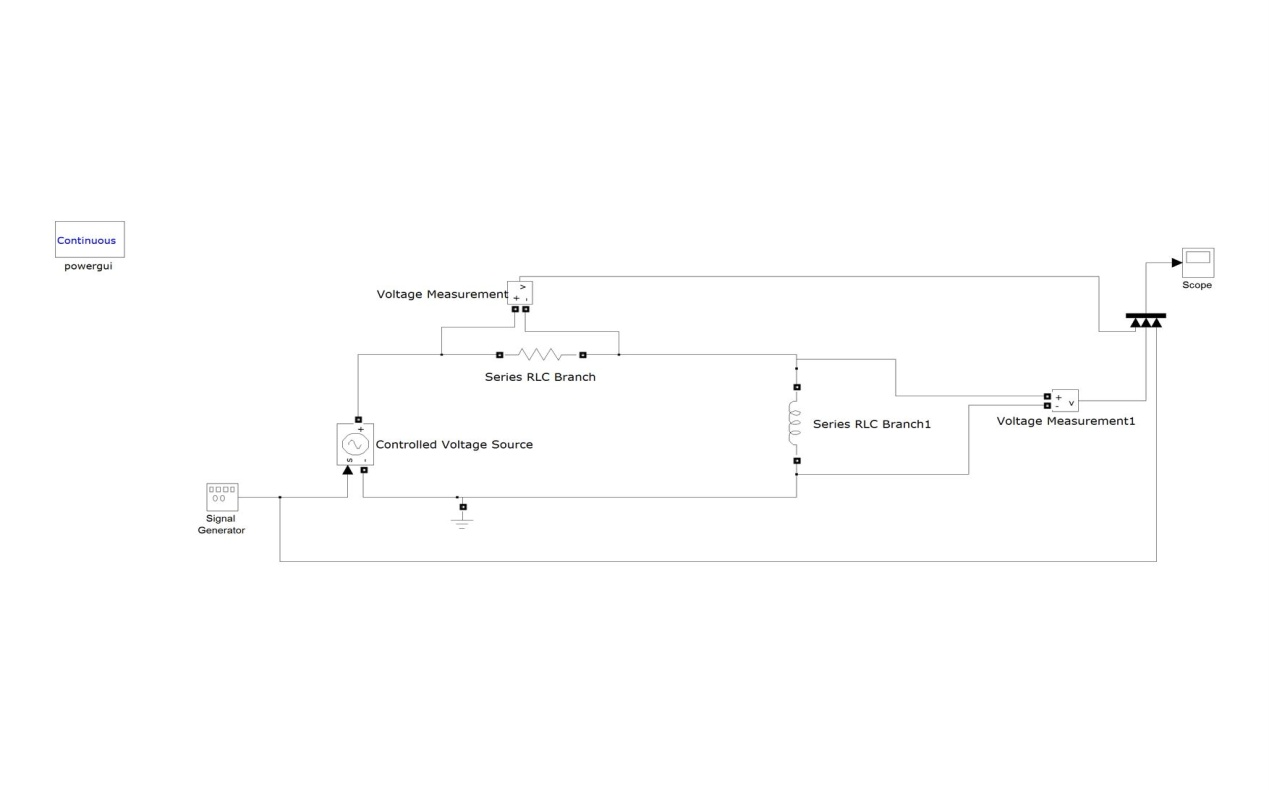 Continuous
powergui
Voltage Measurement
v
+ -
Scope
Series RLC Branch
+
-
v
Voltage Measurement1
Series RLC Branch1
+
Controlled Voltage Source
s -
Signal
Generator